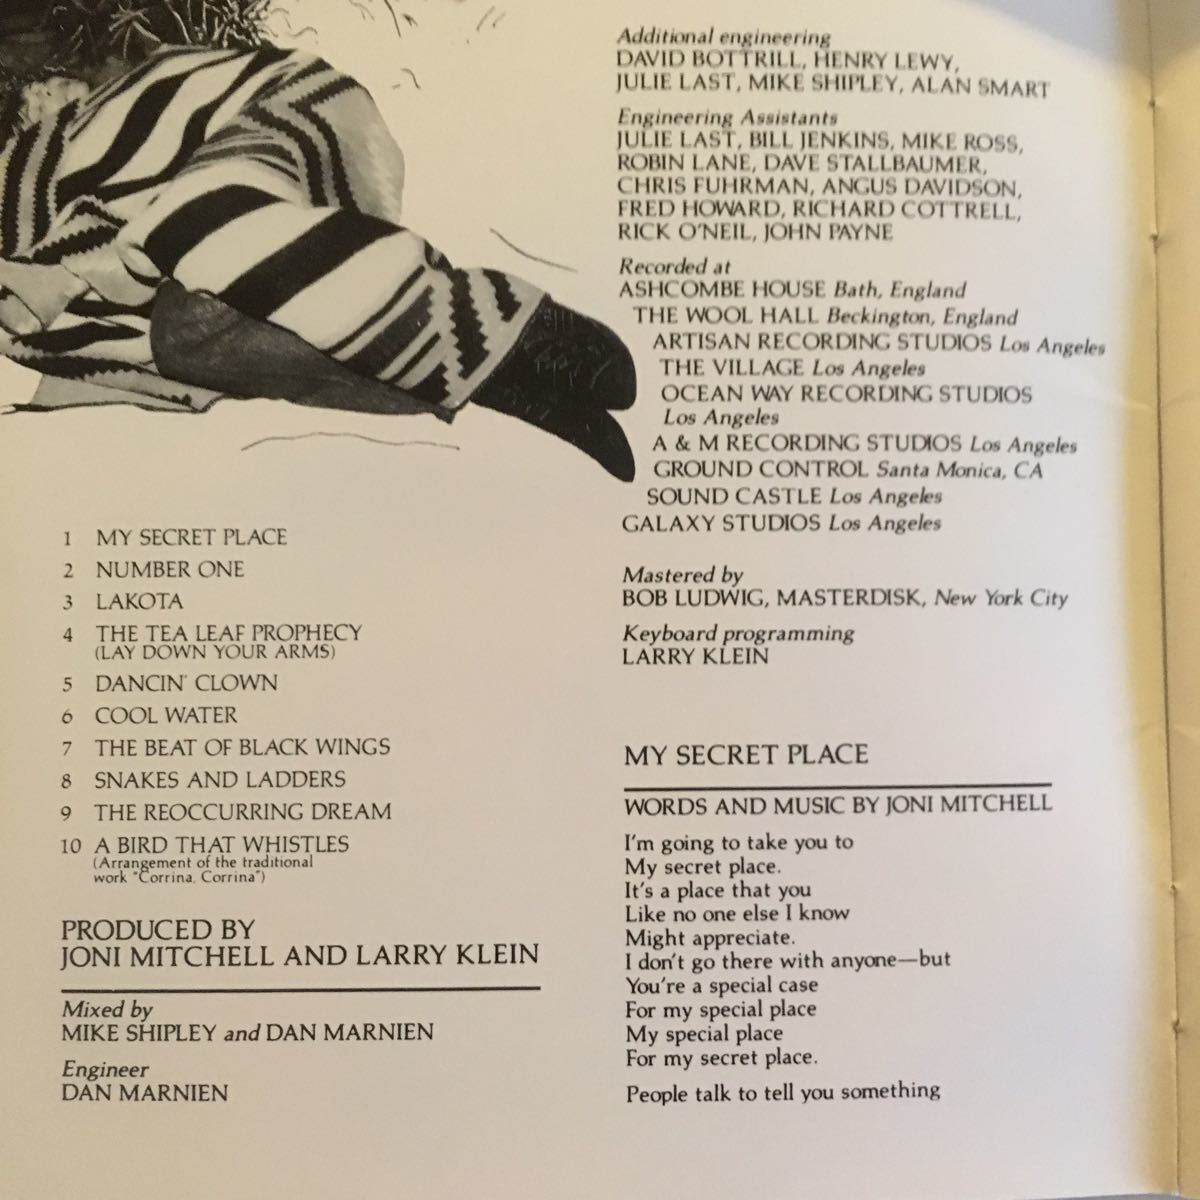 Additional engineering
DAVID BOTTRILL, HENRY LEWY,
JULIE LAST, MIKE SHIPLEY, ALAN SMART
Engineering Assistants
JULIE LAST, BILL JENKINS, MIKE ROSS,
ROBIN LANE, DAVE STALLBAUMER,
CHRIS FUHRMAN, ANGUS DAVIDSON,
FRED HOWARD, RICHARD COTTRELL,
RICK O'NEIL, JOHN PAYNE
Recorded at
ASHCOMBE HOUSE Bath, England
THE WOOL HALL Beckington, England
ARTISAN RECORDING STUDIOS Los Angeles
THE VILLAGE Los Angeles
OCEAN WAY RECORDING STUDIOS
Los Angeles
A & M RECORDING STUDIOS Los Angeles
GROUND CONTROL Santa Monica, CA
SOUND CASTLE Los Angeles
GALAXY STUDIOS Los Angeles
Mastered by
BOB LUDWIG, MASTERDISK, New York City
Keyboard programming
LARRY KLEIN
1 MY SECRET PLACE
2 NUMBER ONE
3 LAKOTA
4 THE TEA LEAF PROPHECY
(LAY DOWN YOUR ARMS)
5 DANCIN' CLOWN
6 COOL WATER
7 THE BEAT OF BLACK WINGS
8 SNAKES AND LADDERS
9 THE REOCCURRING DREAM
10 A BIRD THAT WHISTLES
(Arrangement of the traditional
work "Corrina, Corrina")
PRODUCED BY
JONI MITCHELL AND LARRY KLEIN
Mixed by
MIKE SHIPLEY and DAN MARNIEN
Engineer
DAN MARNIEN
MY SECRET PLACE
WORDS AND MUSIC BY JONI MITCHELL
I'm going to take you to
My secret place.
It's a place that you
Like no one else I know
Might appreciate.
I don't go there with anyone—but
You're a special case
For my special place
My special place
For my secret place.
People talk to tell you something